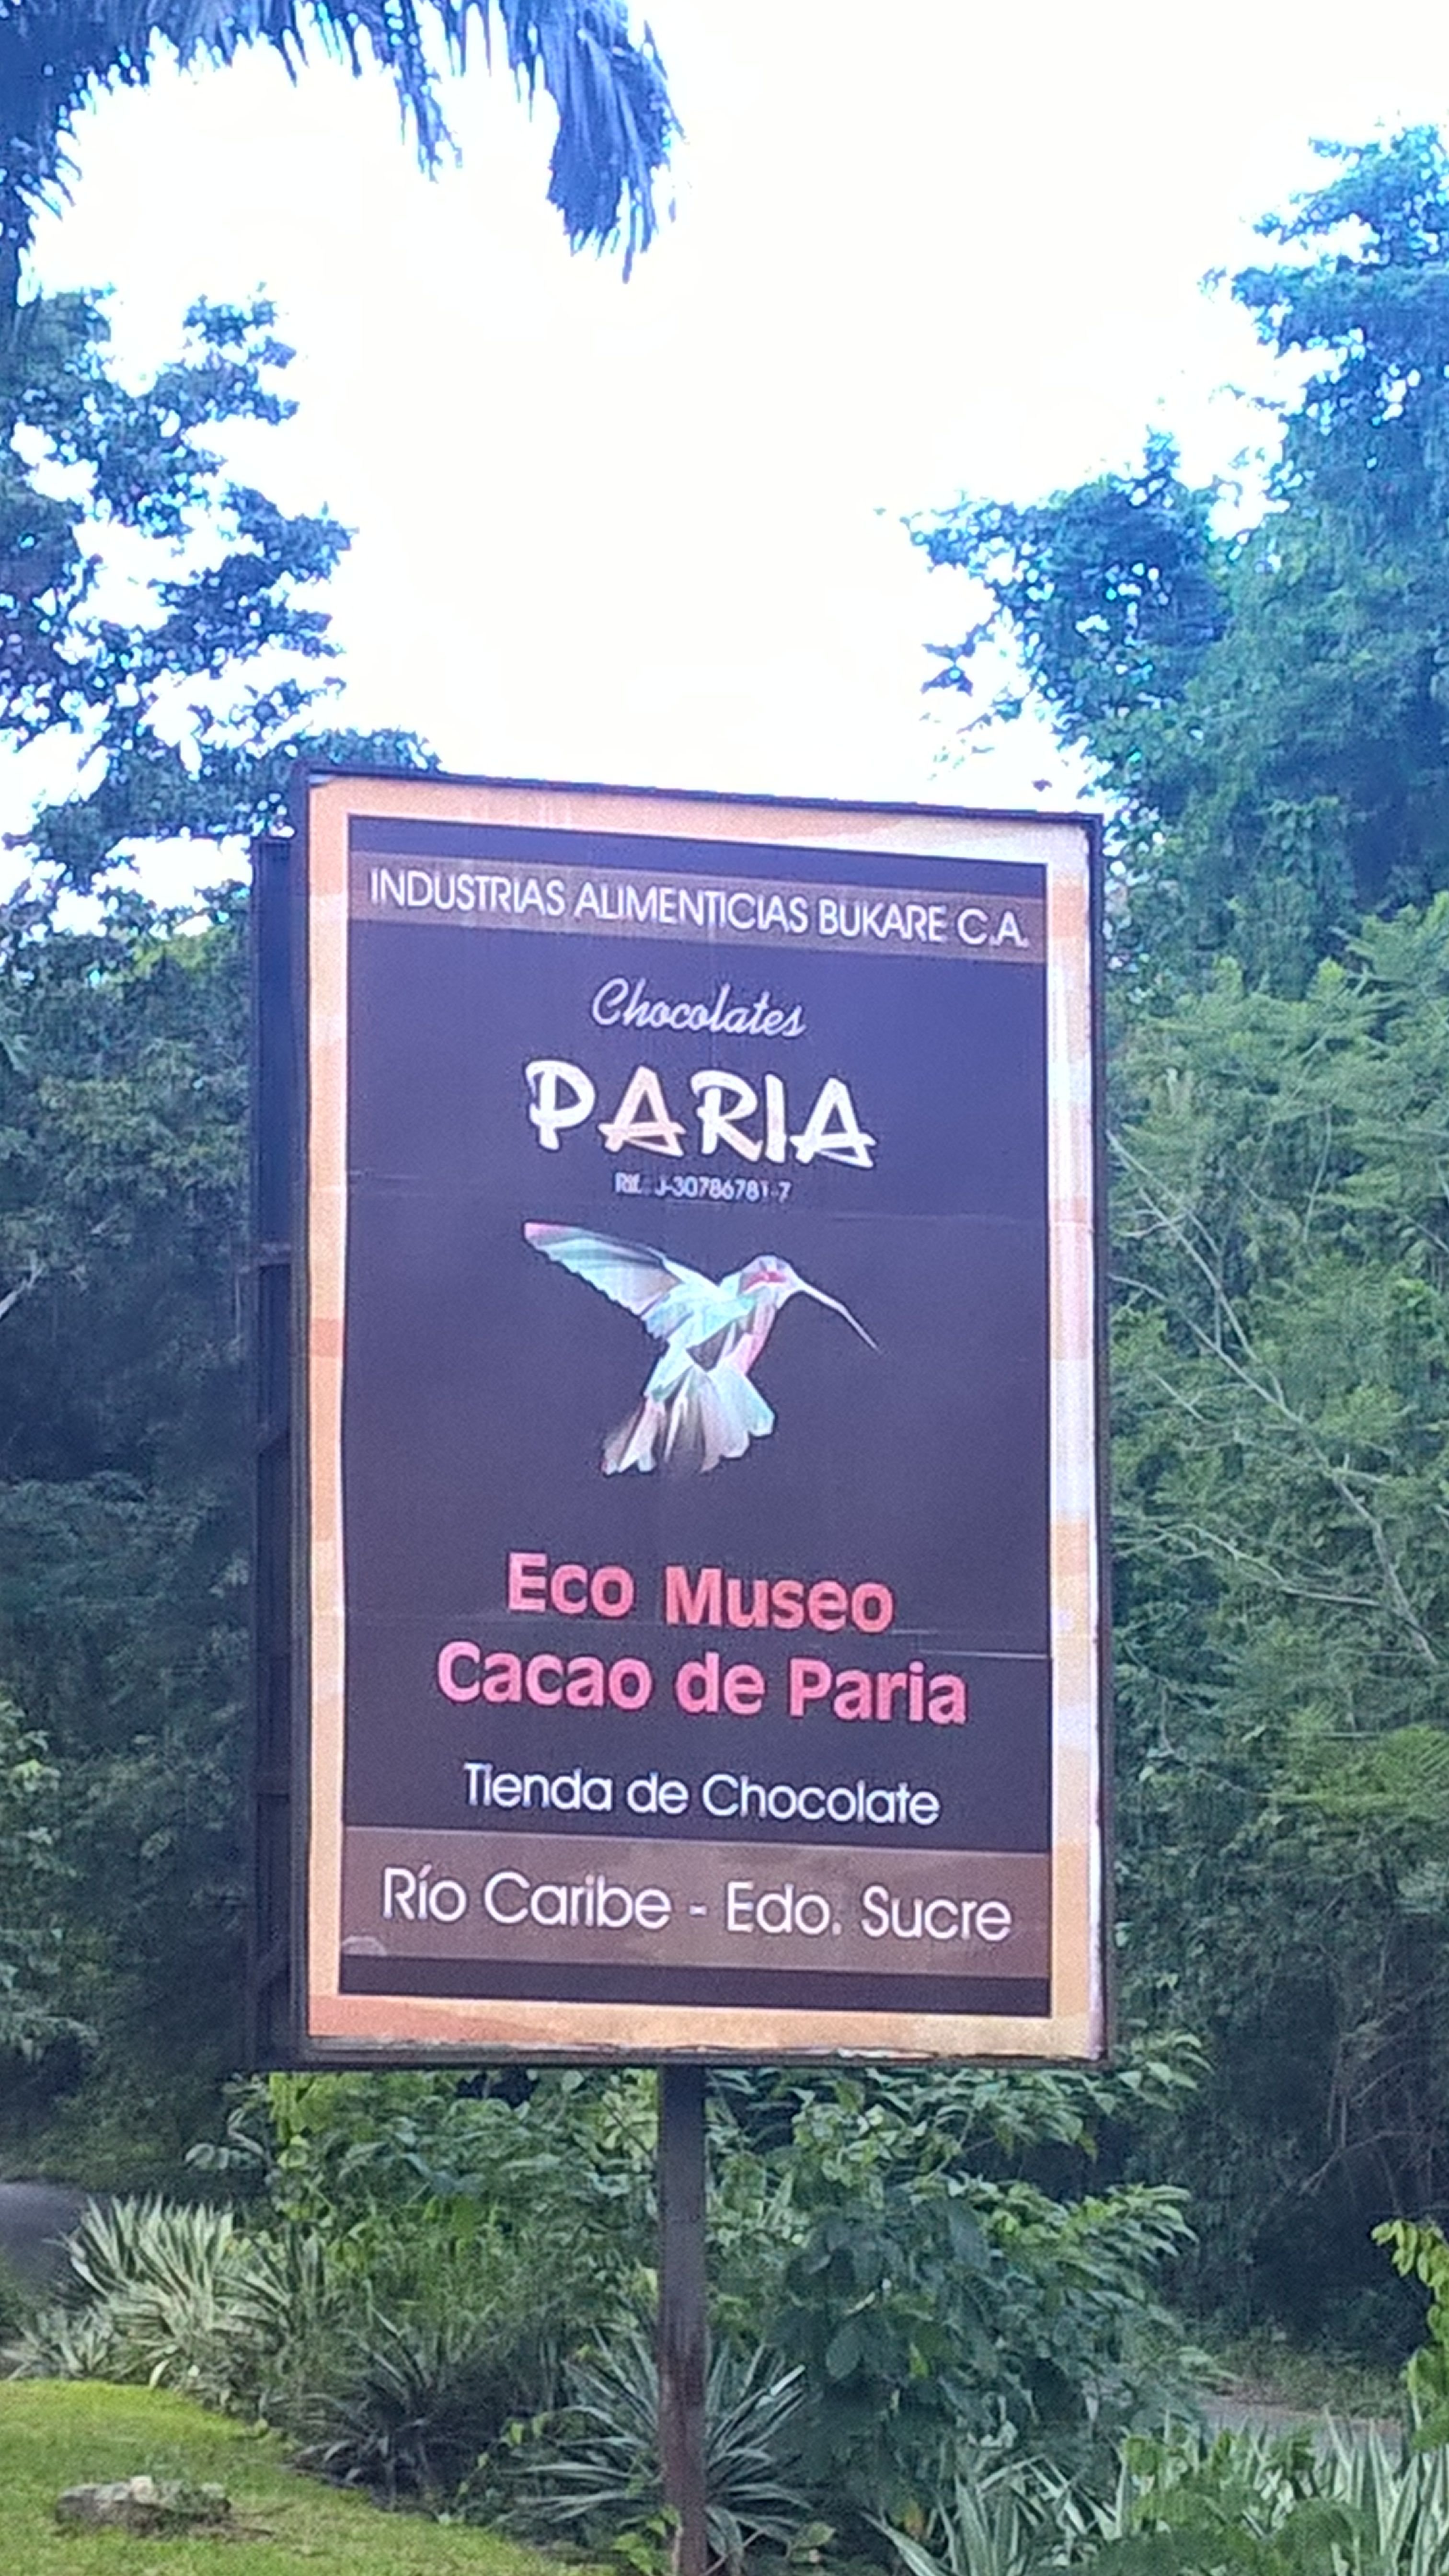 INDUSTRIAS ALIMENTICIAS BUKARE C.A.
Chocolates
PARIA
Rif.: J-30786781-7
Eco Museo
Cacao de Paria
Tienda de Chocolate
Río Caribe - Edo. Sucre